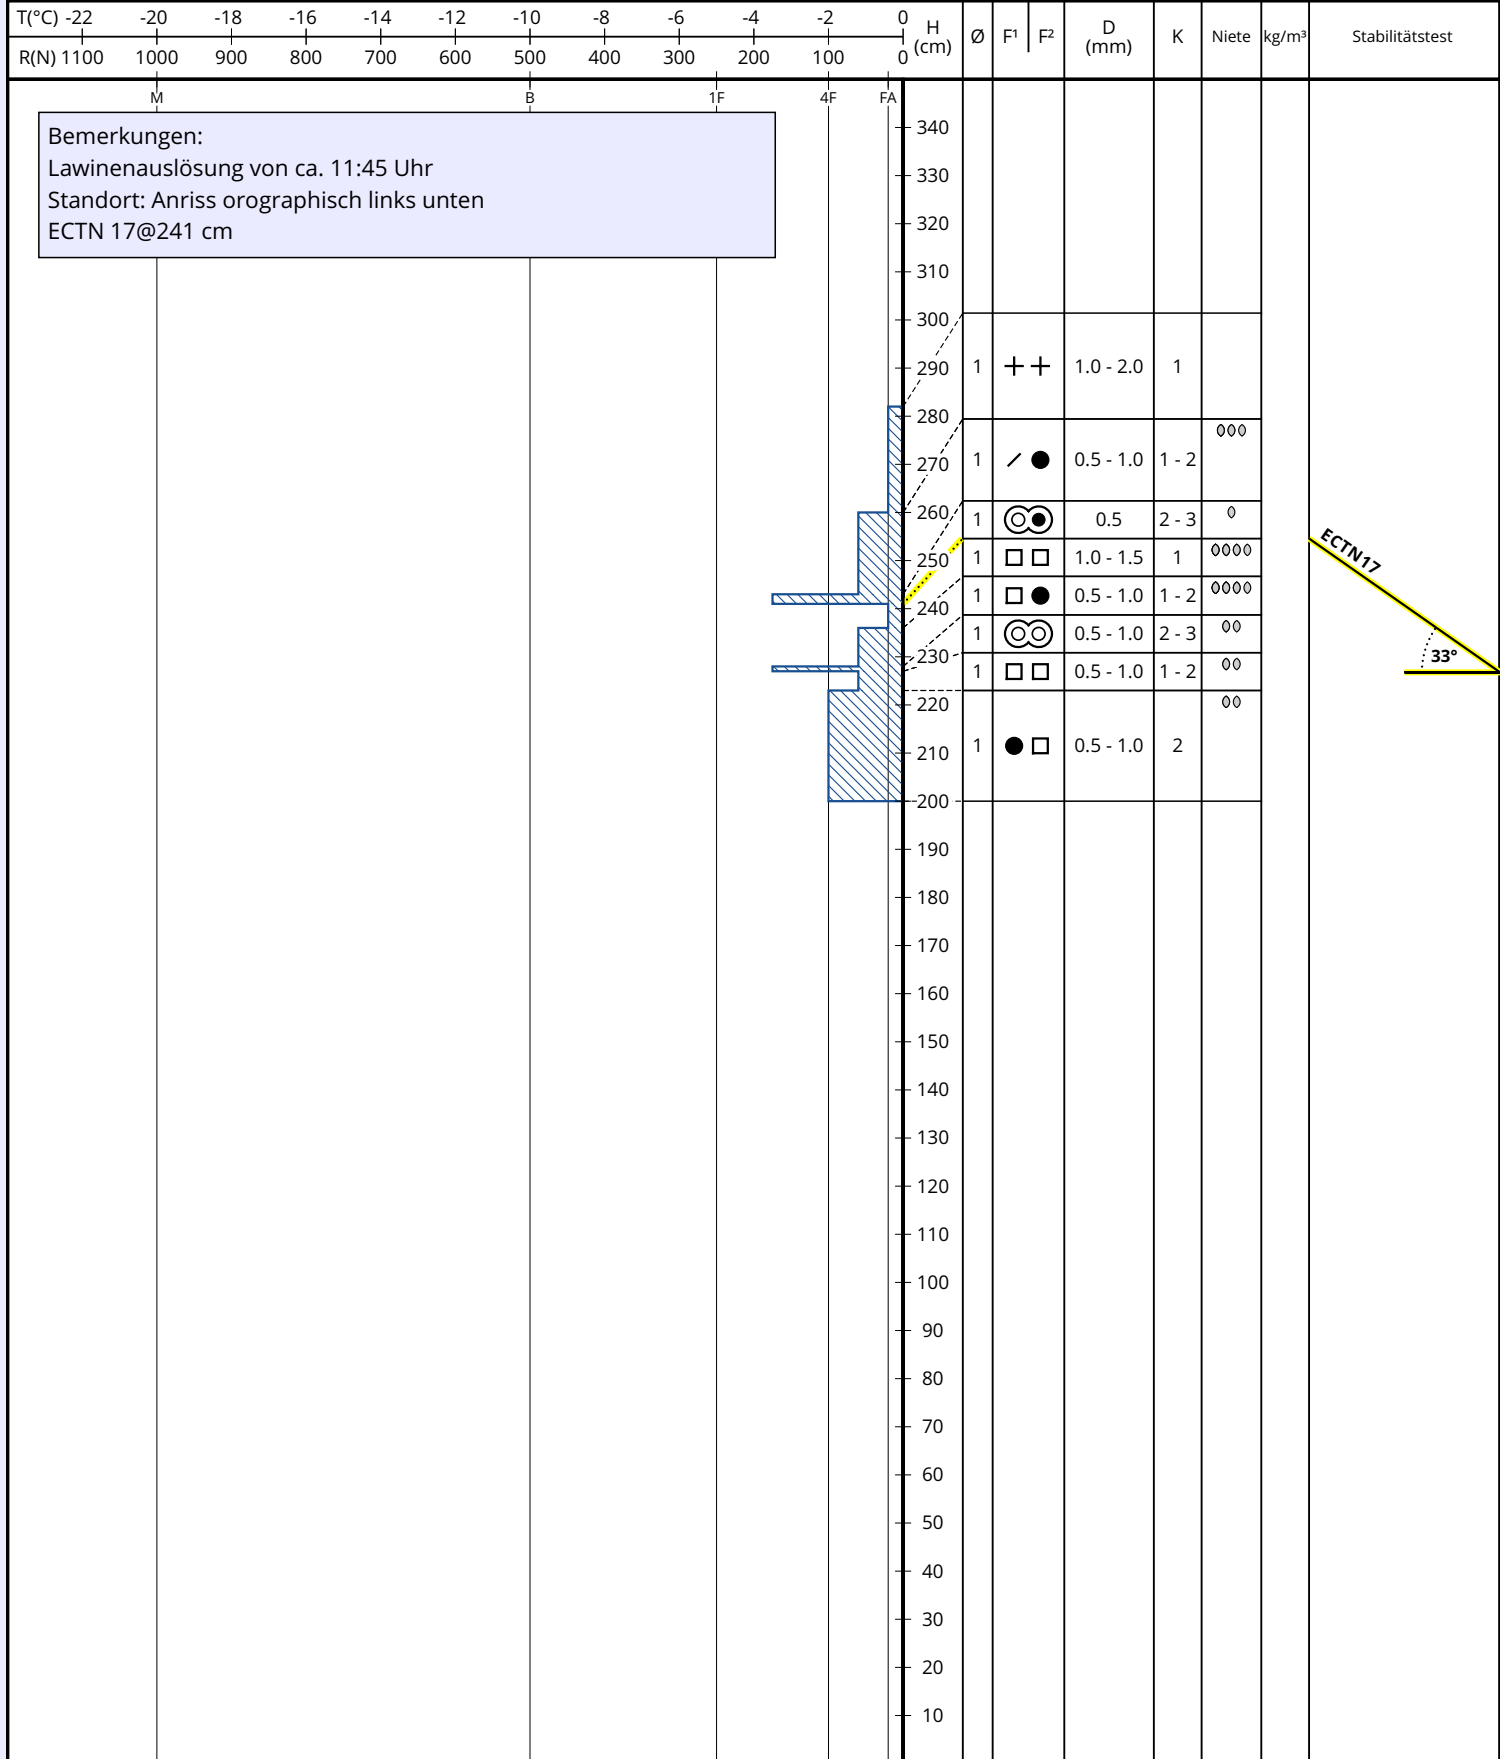 T(°C) -22 -20 -18 -16 -14 -12 -10 -8 -6 -4 -2 0
R(N) 1100 1000 900 800 700 600 500 400 300 200 100 0
H (cm) Ø F¹ F² D (mm) K Niete kg/m³ Stabilitätstest
M B 1F 4F FA
Bemerkungen:
Lawinenauslösung von ca. 11:45 Uhr
Standort: Anriss orographisch links unten
ECTN 17@241 cm
340
330
320
310
300
290
280
270
260
250
240
230
220
210
200
190
180
170
160
150
140
130
120
110
100
90
80
70
60
50
40
30
20
10
1 + + 1.0 - 2.0 1
1 0.5 - 1.0 1 - 2
1 0.5 2 - 3
1 1.0 - 1.5 1
1 0.5 - 1.0 1 - 2
1 0.5 - 1.0 2 - 3
1 0.5 - 1.0 1 - 2
1 0.5 - 1.0 2
ECTN17
33°